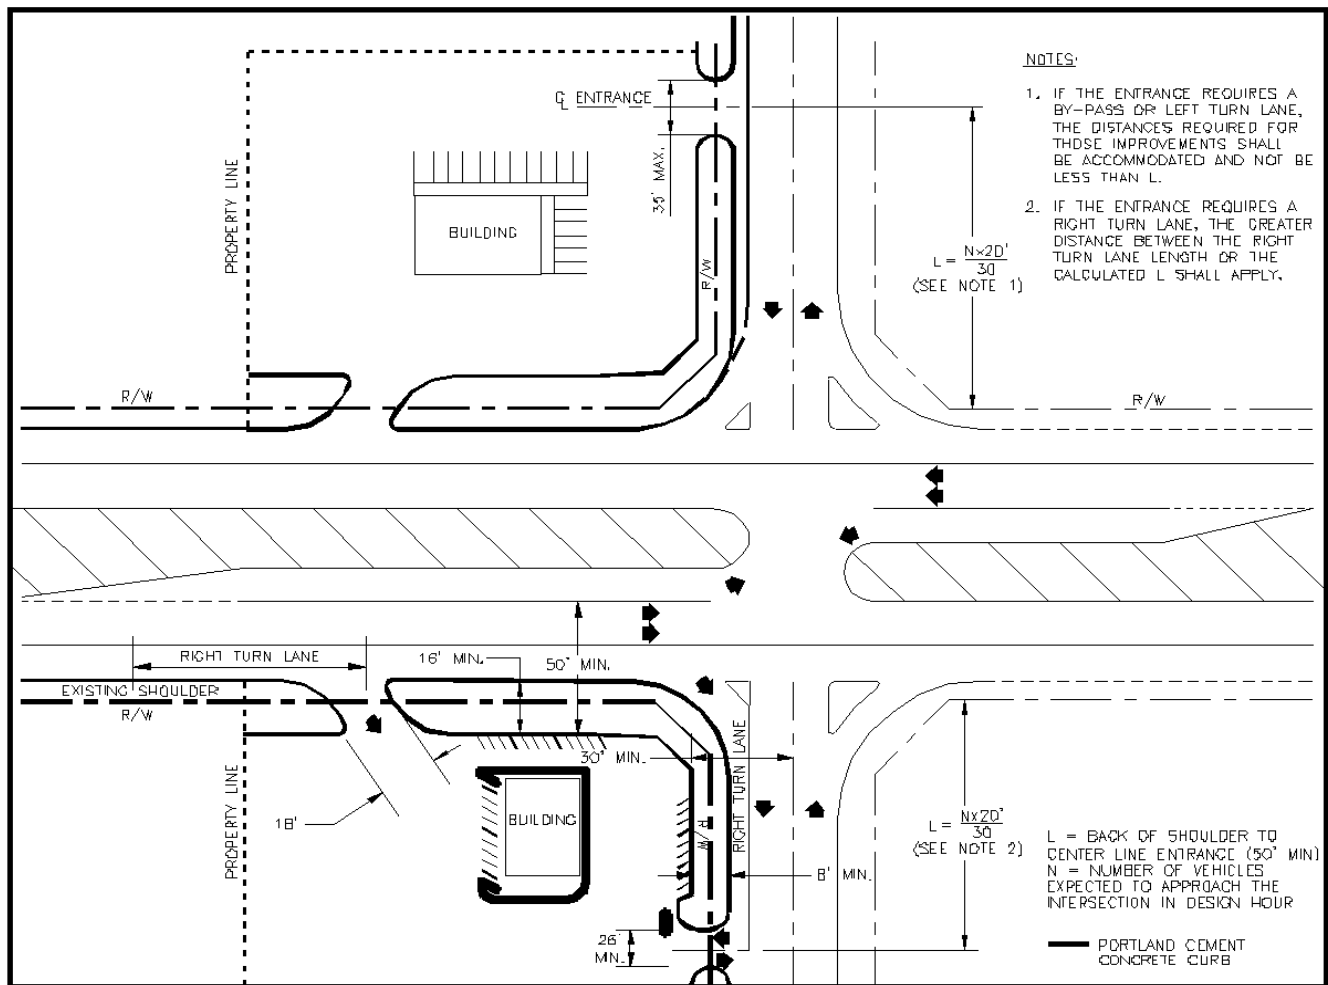 NOTES:
1. IF THE ENTRANCE REQUIRES A
BY-PASS OR LEFT TURN LANE,
THE DISTANCES REQUIRED FOR
THOSE IMPROVEMENTS SHALL
BE ACCOMMODATED AND NOT BE
LESS THAN L.
2. IF THE ENTRANCE REQUIRES A
RIGHT TURN LANE, THE GREATER
DISTANCE BETWEEN THE RIGHT
TURN LANE LENGTH OR THE
CALCULATED L SHALL APPLY.
℄ ENTRANCE
35' MAX.
PROPERTY LINE
BUILDING
R/W
L = N×20'
30
(SEE NOTE 1)
R/W
R/W
RIGHT TURN LANE
16' MIN.
50' MIN.
EXISTING SHOULDER
R/W
30' MIN.
RIGHT TURN LANE
PROPERTY LINE
18'
BUILDING
R/W
L = N×20'
30
(SEE NOTE 2)
8' MIN.
26'
MIN.
L = BACK OF SHOULDER TO
CENTER LINE ENTRANCE (50' MIN)
N = NUMBER OF VEHICLES
EXPECTED TO APPROACH THE
INTERSECTION IN DESIGN HOUR
PORTLAND CEMENT
CONCRETE CURB